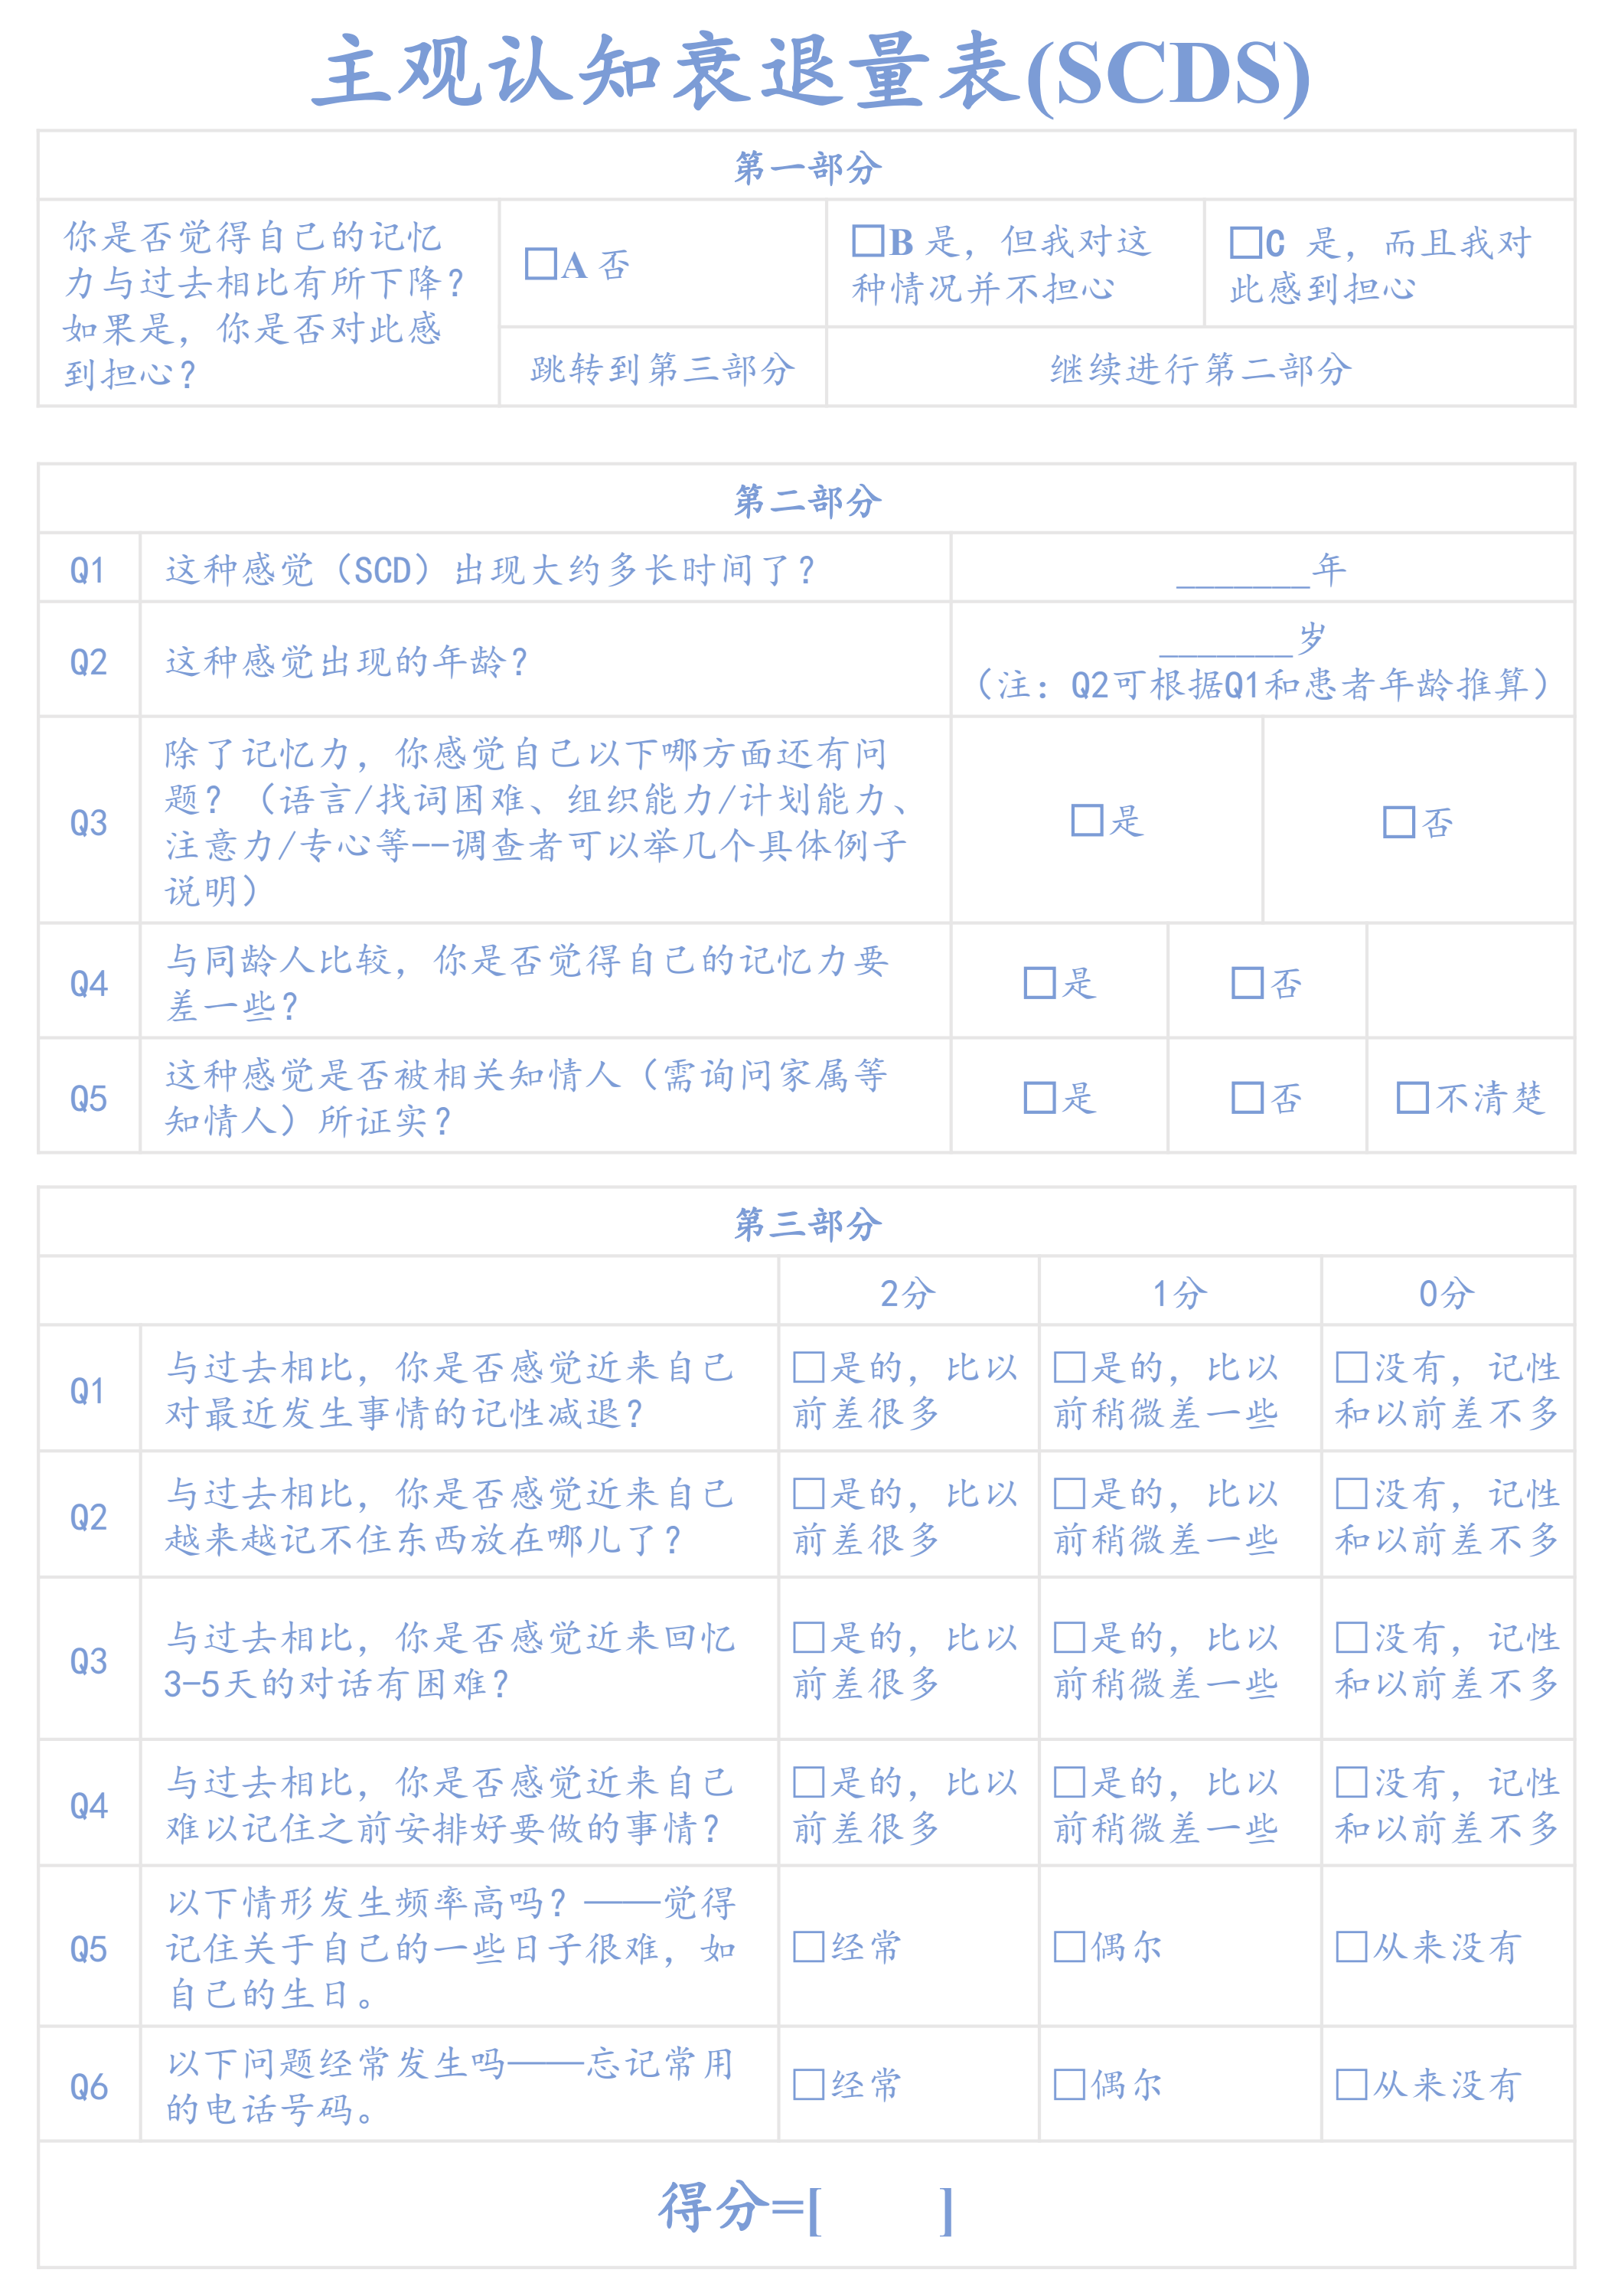 主观认知衰退量表(SCDS)
第一部分
你是否觉得自己的记忆
力与过去相比有所下降?
如果是，你是否对此感
到担心?
□A 否
□B 是，但我对这
种情况并不担心
□C 是，而且我对
此感到担心
跳转到第三部分
继续进行第二部分
第二部分
Q1
这种感觉（SCD）出现大约多长时间了?
_______年
Q2
这种感觉出现的年龄?
_______岁
（注：Q2可根据Q1和患者年龄推算）
Q3
除了记忆力，你感觉自己以下哪方面还有问
题?（语言/找词困难、组织能力/计划能力、
注意力/专心等--调查者可以举几个具体例子
说明）
□是
□否
Q4
与同龄人比较，你是否觉得自己的记忆力要
差一些?
□是
□否
Q5
这种感觉是否被相关知情人（需询问家属等
知情人）所证实?
□是
□否
□不清楚
第三部分
2分
1分
0分
Q1
与过去相比，你是否感觉近来自己
对最近发生事情的记性减退?
□是的，比以
前差很多
□是的，比以
前稍微差一些
□没有，记性
和以前差不多
Q2
与过去相比，你是否感觉近来自己
越来越记不住东西放在哪儿了?
□是的，比以
前差很多
□是的，比以
前稍微差一些
□没有，记性
和以前差不多
Q3
与过去相比，你是否感觉近来回忆
3-5天的对话有困难?
□是的，比以
前差很多
□是的，比以
前稍微差一些
□没有，记性
和以前差不多
Q4
与过去相比，你是否感觉近来自己
难以记住之前安排好要做的事情?
□是的，比以
前差很多
□是的，比以
前稍微差一些
□没有，记性
和以前差不多
Q5
以下情形发生频率高吗?——觉得
记住关于自己的一些日子很难，如
自己的生日。
□经常
□偶尔
□从来没有
Q6
以下问题经常发生吗——忘记常用
的电话号码。
□经常
□偶尔
□从来没有
得分=[ ]